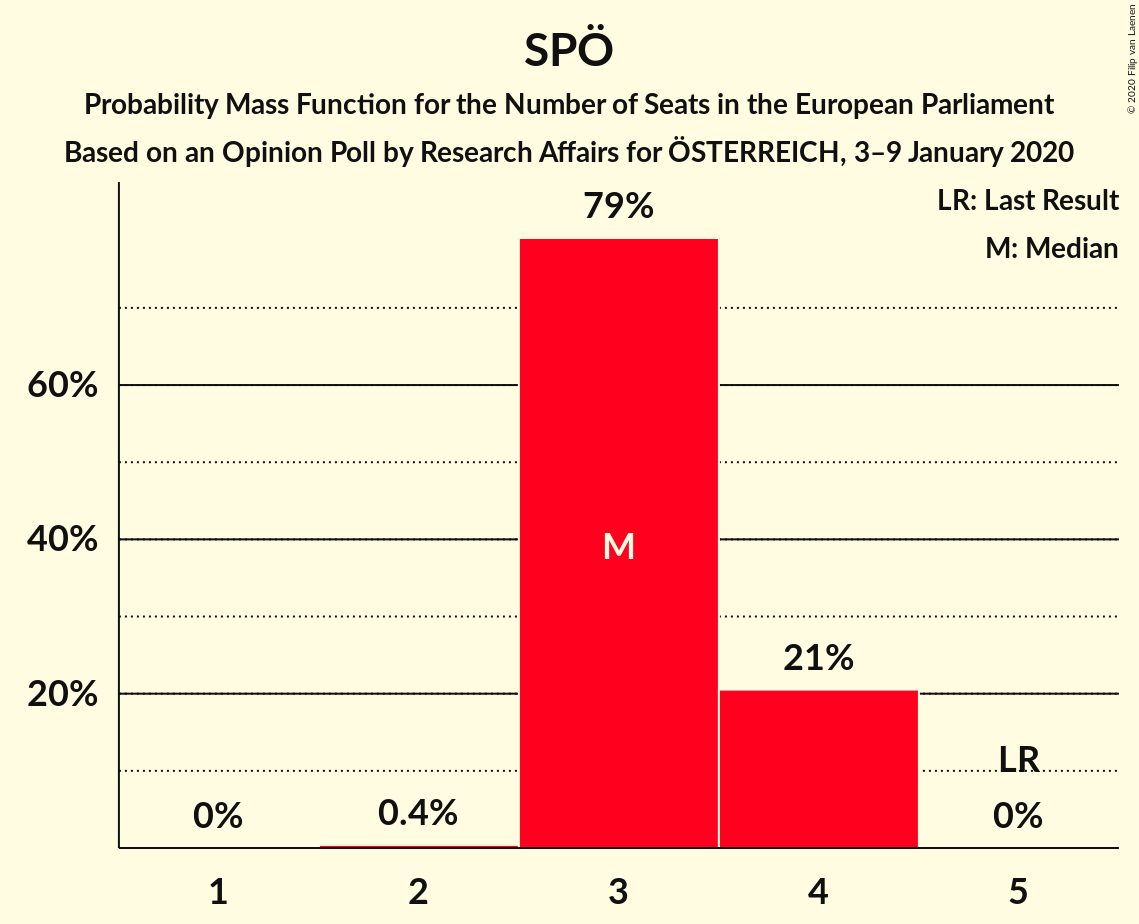 SPÖ
Probability Mass Function for the Number of Seats in the European Parliament
Based on an Opinion Poll by Research Affairs for ÖSTERREICH, 3–9 January 2020
© 2020 Filip van Laenen
LR: Last Result
M: Median
79%
60%
40%
M
21%
20%
LR
0%
0.4%
0%
1 2 3 4 5